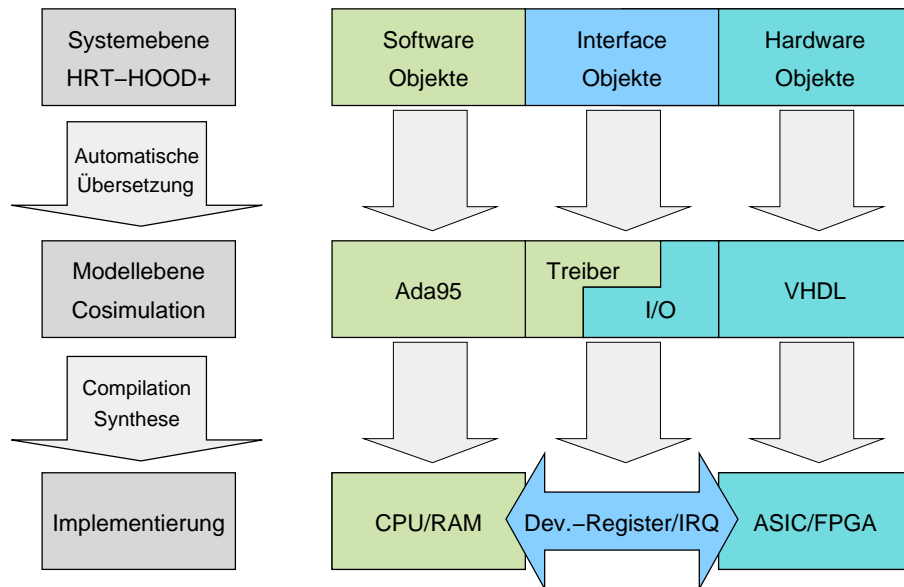 Systemebene
HRT–HOOD+
Software
Objekte
Interface
Objekte
Hardware
Objekte
Automatische
Übersetzung
Modellebene
Cosimulation
Ada95
Treiber
I/O
VHDL
Compilation
Synthese
Implementierung
CPU/RAM
Dev.–Register/IRQ
ASIC/FPGA